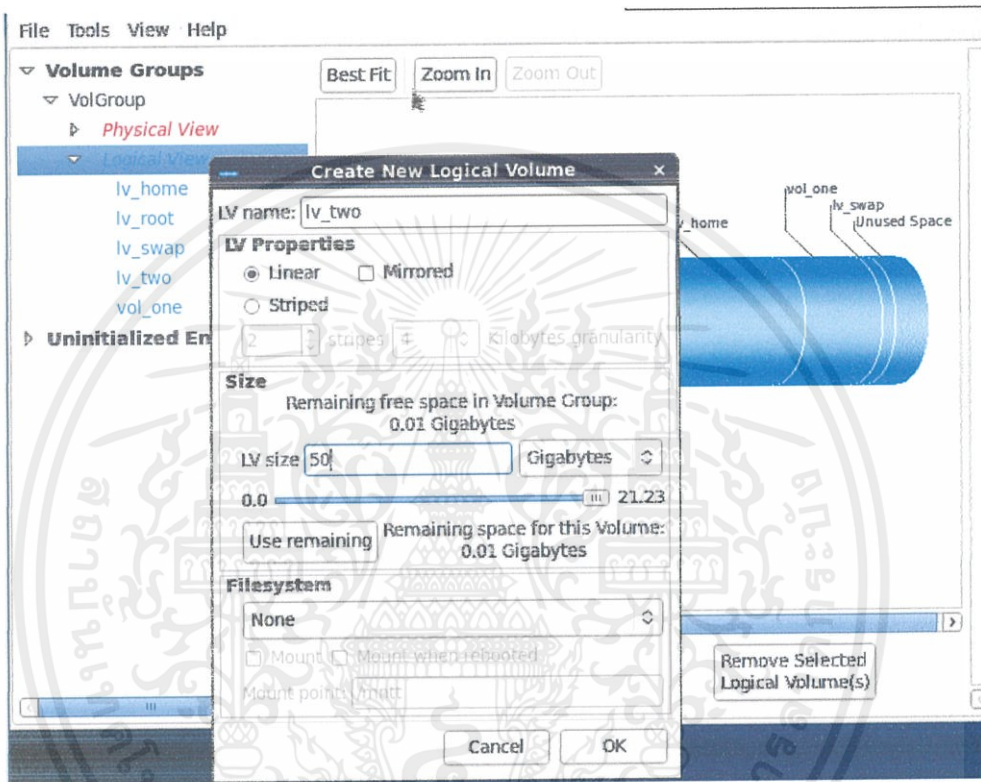 File Tools View Help
Volume Groups
VolGroup
Physical View
Logical View
lv_home
lv_root
lv_swap
lv_two
vol_one
Uninitialized En
Best Fit Zoom In Zoom Out
vol_one
lv_swap
Unused Space
_home
Create New Logical Volume ×
LV name: lv_two
LV Properties
Linear Mirrored
Striped
2 stripes 4 Kilobytes granularity
Size
Remaining free space in Volume Group:
0.01 Gigabytes
LV size 50 Gigabytes
0.0 21.23
Use remaining Remaining space for this Volume:
0.01 Gigabytes
Filesystem
None
Mount Mount when rebooted
Mount point:
Cancel OK
Remove Selected
Logical Volume(s)